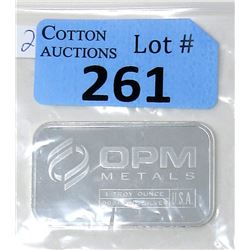 2
COTTON
AUCTIONS
Lot #
261
OPM
METALS
1 TROY OUNCE
U.S.A.